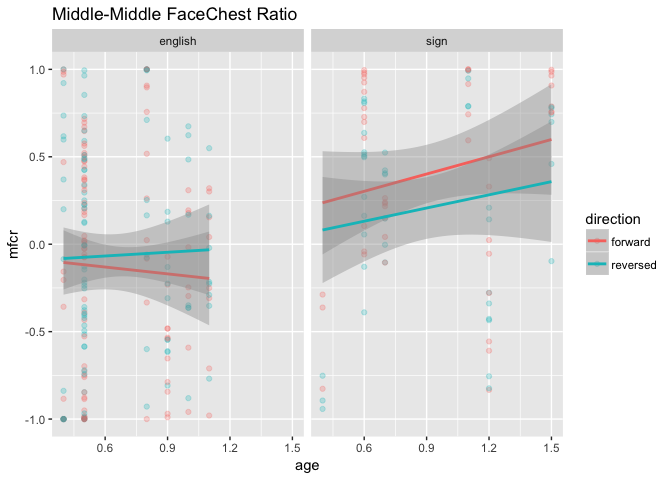 Middle-Middle FaceChest Ratio
english sign
1.0
0.5
0.0
-0.5
-1.0
mfcr
0.6 0.9 1.2 1.5 0.6 0.9 1.2 1.5
age
direction
forward
reversed